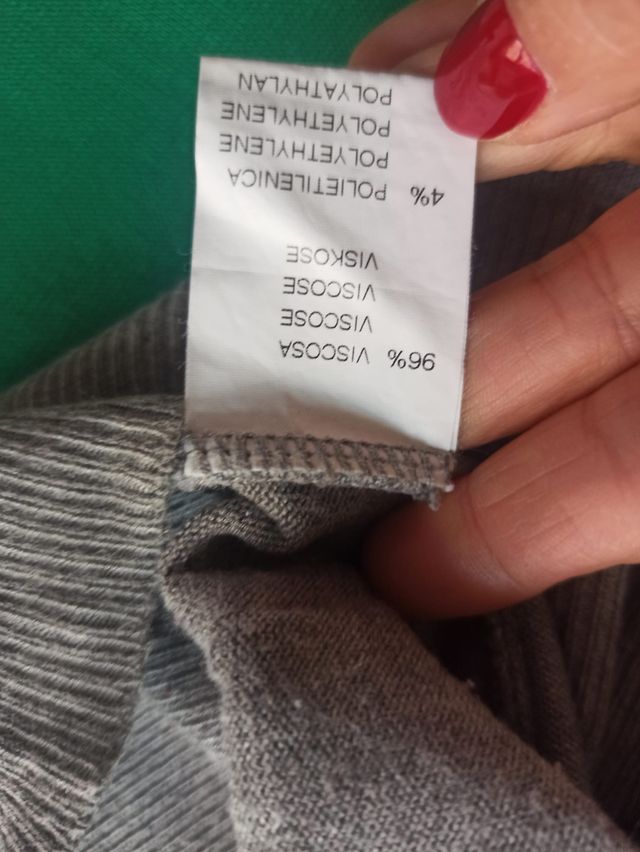 96% VISCOSA
VISCOSE
VISCOSE
VISKOSE
4% POLIETILENICA
POLYETHYLENE
POLYETHYLENE
POLYATHYLAN